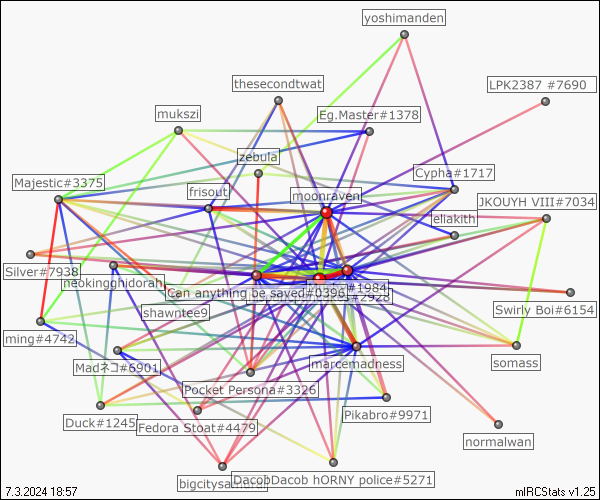 yoshimanden
thesecondtwat
LPK2387 #7690
mukszi
Eg.Master#1378
zebula
Cypha#1717
Majestic#3375
frisout
moonraven
JKOUYH VIII#7034
ellakith
Silver#7938
neokingghidorah
Can anything be saved#0396
#1984
#2928
Swirly Boi#6154
shawntee9
ming#4742
Madネコ#6901
marcemadness
somass
Pocket Persona#3326
Duck#1245
Fedora Stoat#4479
Pikabro#9971
normalwan
bigcitysamurai
DacobDacob hORNY police#5271
7.3.2024 18:57
mIRCStats v1.25